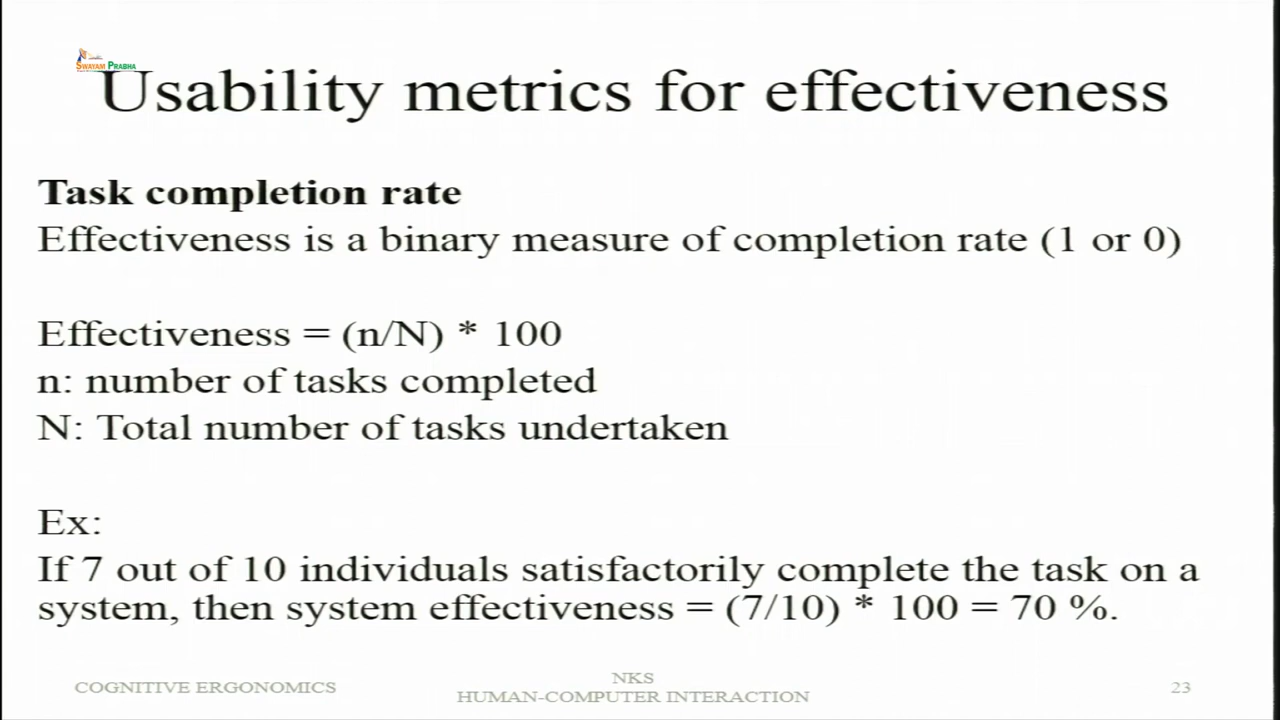 SWAYAM PRABHA
Usability metrics for effectiveness
Task completion rate
Effectiveness is a binary measure of completion rate (1 or 0)
Effectiveness = (n/N) * 100
n: number of tasks completed
N: Total number of tasks undertaken
Ex:
If 7 out of 10 individuals satisfactorily complete the task on a
system, then system effectiveness = (7/10) * 100 = 70 %.
COGNITIVE ERGONOMICS
NKS
HUMAN-COMPUTER INTERACTION
23